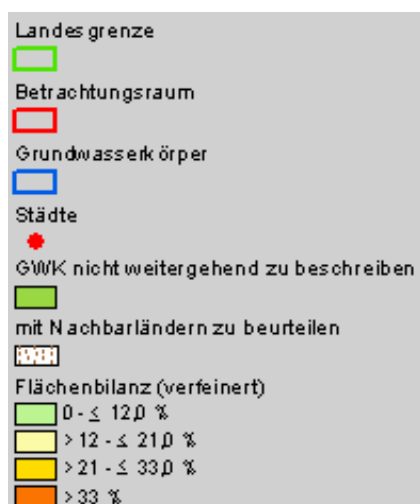 Landesgrenze
Betrachtungsraum
Grundwasserkörper
Städte
GWK nicht weitergehend zu beschreiben
mit Nachbarländern zu beurteilen
Flächenbilanz (verfeinert)
0 - ≤ 12,0 %
> 12 - ≤ 21,0 %
> 21 - ≤ 33,0 %
> 33 %